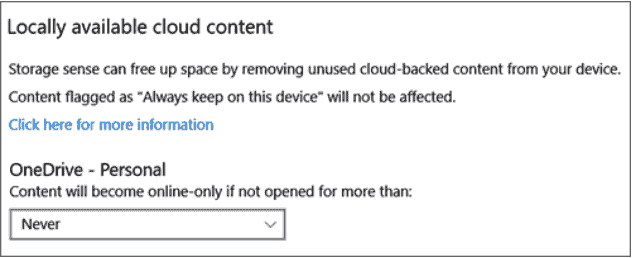 Locally available cloud content
Storage sense can free up space by removing unused cloud-backed content from your device.
Content flagged as "Always keep on this device" will not be affected.
Click here for more information
OneDrive - Personal
Content will become online-only if not opened for more than:
Never